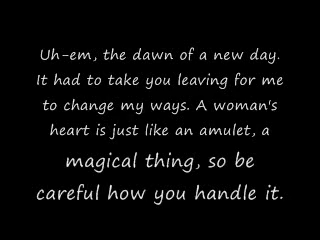 Uh-em, the dawn of a new day.
It had to take you leaving for me
to change my ways. A woman's
heart is just like an amulet, a
magical thing, so be
careful how you handle it.